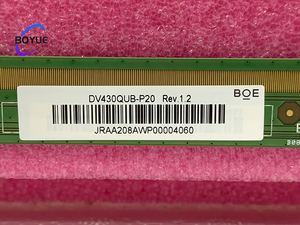 BOYUE
DV430QUB-P20 Rev.1.2
BOE
JRAA208AWP00004060